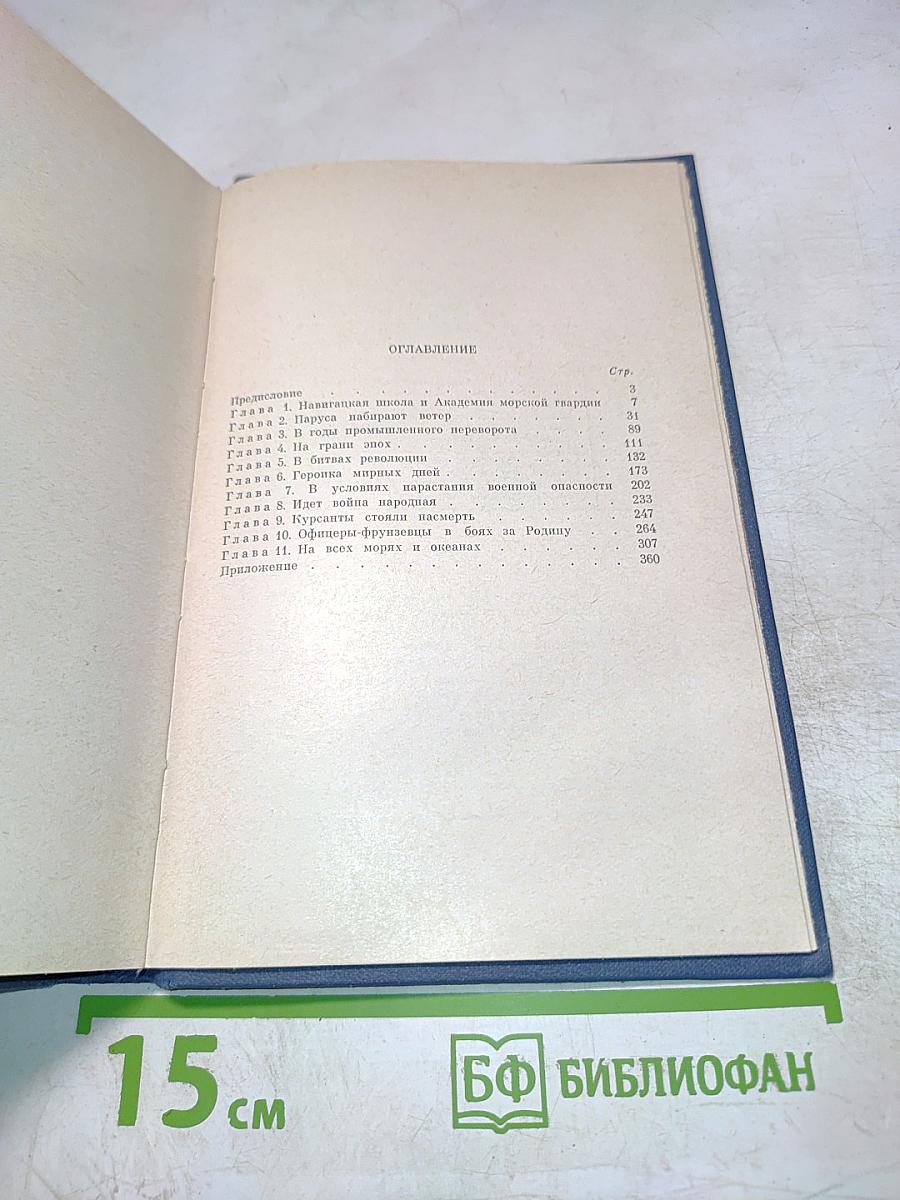 ОГЛАВЛЕНИЕ
Стр.
Предисловие . . . . . . . . . . . . . . 3
Глава 1. Навигацкая школа и Академия морской гвардии 7
Глава 2. Паруса набирают ветер . . . . . . 31
Глава 3. В годы промышленного переворота . . . . 89
Глава 4. На грани эпох . . . . . . . . . 111
Глава 5. В битвах революции . . . . . . . 132
Глава 6. Героика мирных дней . . . . . . . 173
Глава 7. В условиях нарастания военной опасности 202
Глава 8. Идет война народная . . . . . . . 233
Глава 9. Курсанты стояли насмерть . . . . . 247
Глава 10. Офицеры-фрунзевцы в боях за Родину . . 264
Глава 11. На всех морях и океанах . . . . . 307
Приложение . . . . . . . . . . . . . 360
15 см
БФ БИБЛИОФАН